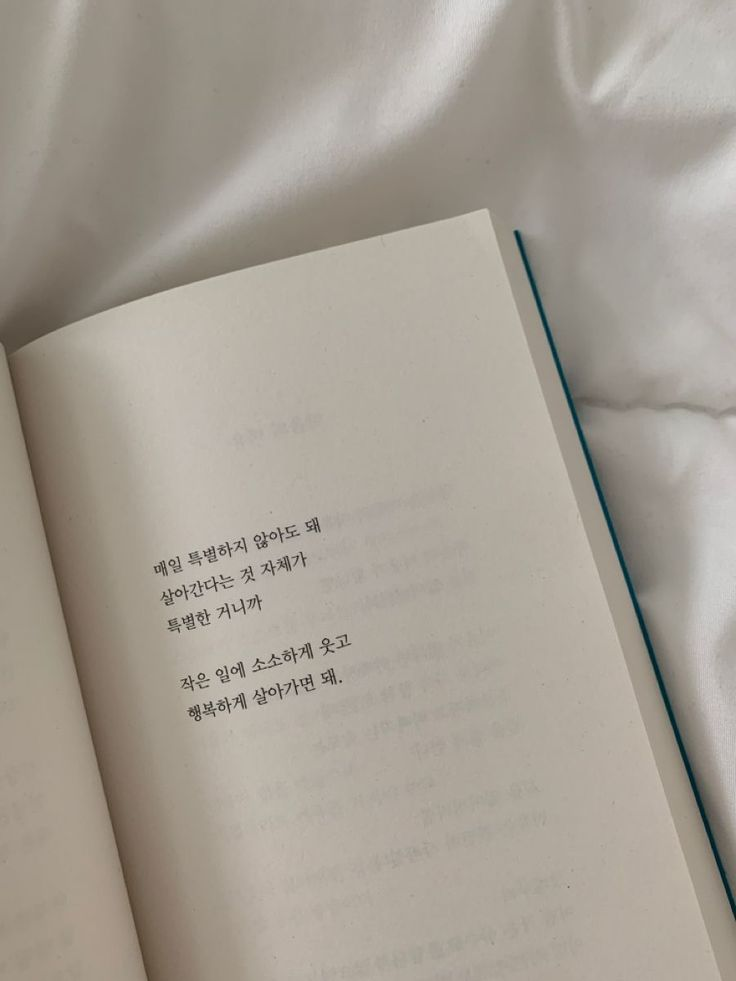 매일 특별하지 않아도 돼
살아간다는 것 자체가
특별한 거니까
작은 일에 소소하게 웃고
행복하게 살아가면 돼.